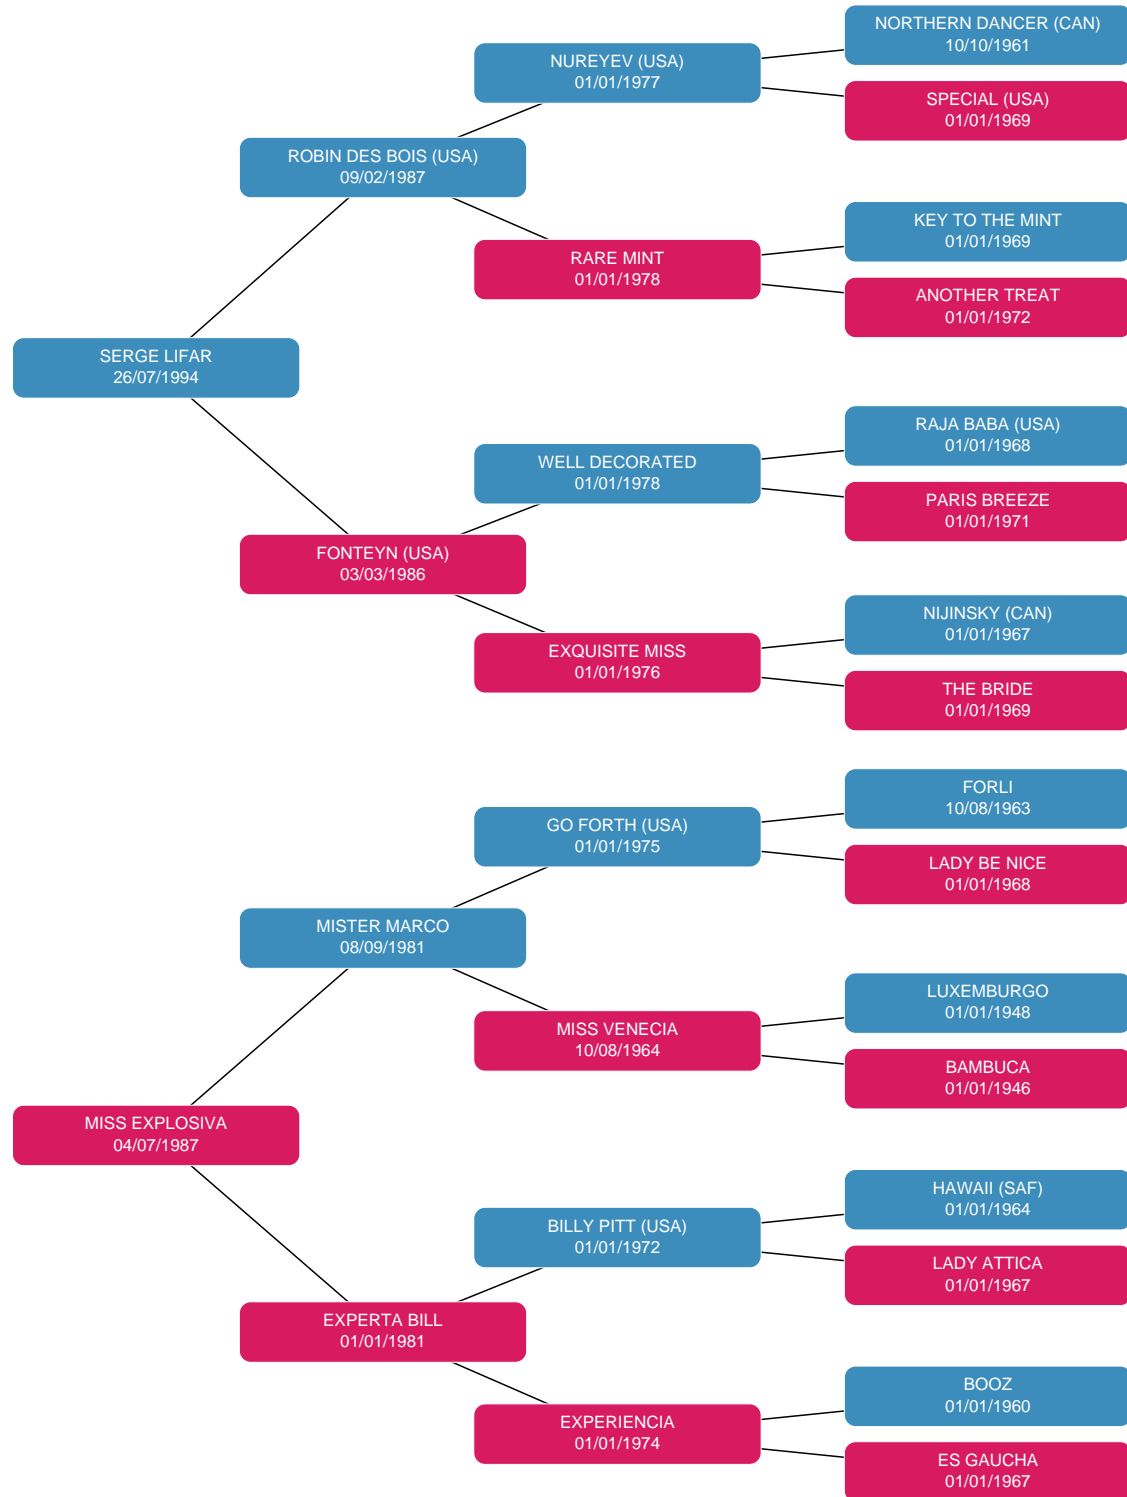 NORTHERN DANCER (CAN)
10/10/1961
NUREYEV (USA)
01/01/1977
SPECIAL (USA)
01/01/1969
ROBIN DES BOIS (USA)
09/02/1987
KEY TO THE MINT
01/01/1969
RARE MINT
01/01/1978
ANOTHER TREAT
01/01/1972
SERGE LIFAR
26/07/1994
RAJA BABA (USA)
01/01/1968
WELL DECORATED
01/01/1978
PARIS BREEZE
01/01/1971
FONTEYN (USA)
03/03/1986
NIJINSKY (CAN)
01/01/1967
EXQUISITE MISS
01/01/1976
THE BRIDE
01/01/1969
FORLI
10/08/1963
GO FORTH (USA)
01/01/1975
LADY BE NICE
01/01/1968
MISTER MARCO
08/09/1981
LUXEMBURGO
01/01/1948
MISS VENECIA
10/08/1964
BAMBUCA
01/01/1946
MISS EXPLOSIVA
04/07/1987
HAWAII (SAF)
01/01/1964
BILLY PITT (USA)
01/01/1972
LADY ATTICA
01/01/1967
EXPERTA BILL
01/01/1981
BOOZ
01/01/1960
EXPERIENCIA
01/01/1974
ES GAUCHA
01/01/1967